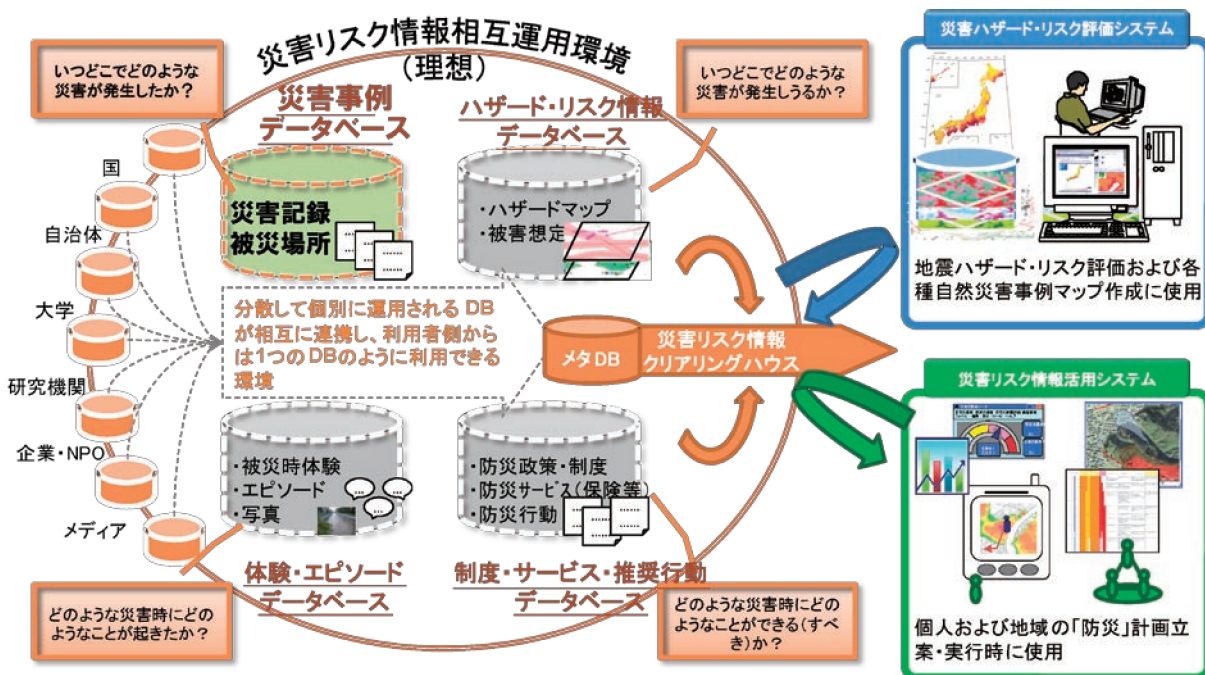 災害リスク情報相互運用環境
(理想)
いつどこでどのような
災害が発生したか？
いつどこでどのような
災害が発生しうるか？
災害事例
データベース
災害記録
被災場所
ハザード・リスク情報
データベース
・ハザードマップ
・被害想定
国
自治体
大学
研究機関
企業・NPO
メディア
分散して個別に運用される DB
が相互に連携し、利用者側から
は1つの DBのように利用できる
環境
メタ DB
災害リスク情報
クリアリングハウス
・被災時体験
・エピソード
・写真
体験・エピソード
データベース
・防災政策・制度
・防災サービス(保険等)
・防災行動
制度・サービス・推奨行動
データベース
どのような災害時にどの
ようなことが起きたか？
どのような災害時にどの
ようなことができる(すべ
き)か？
災害ハザード・リスク評価システム
地震ハザード・リスク評価および各
種自然災害事例マップ作成に使用
災害リスク情報活用システム
個人および地域の「防災」計画立
案・実行時に使用